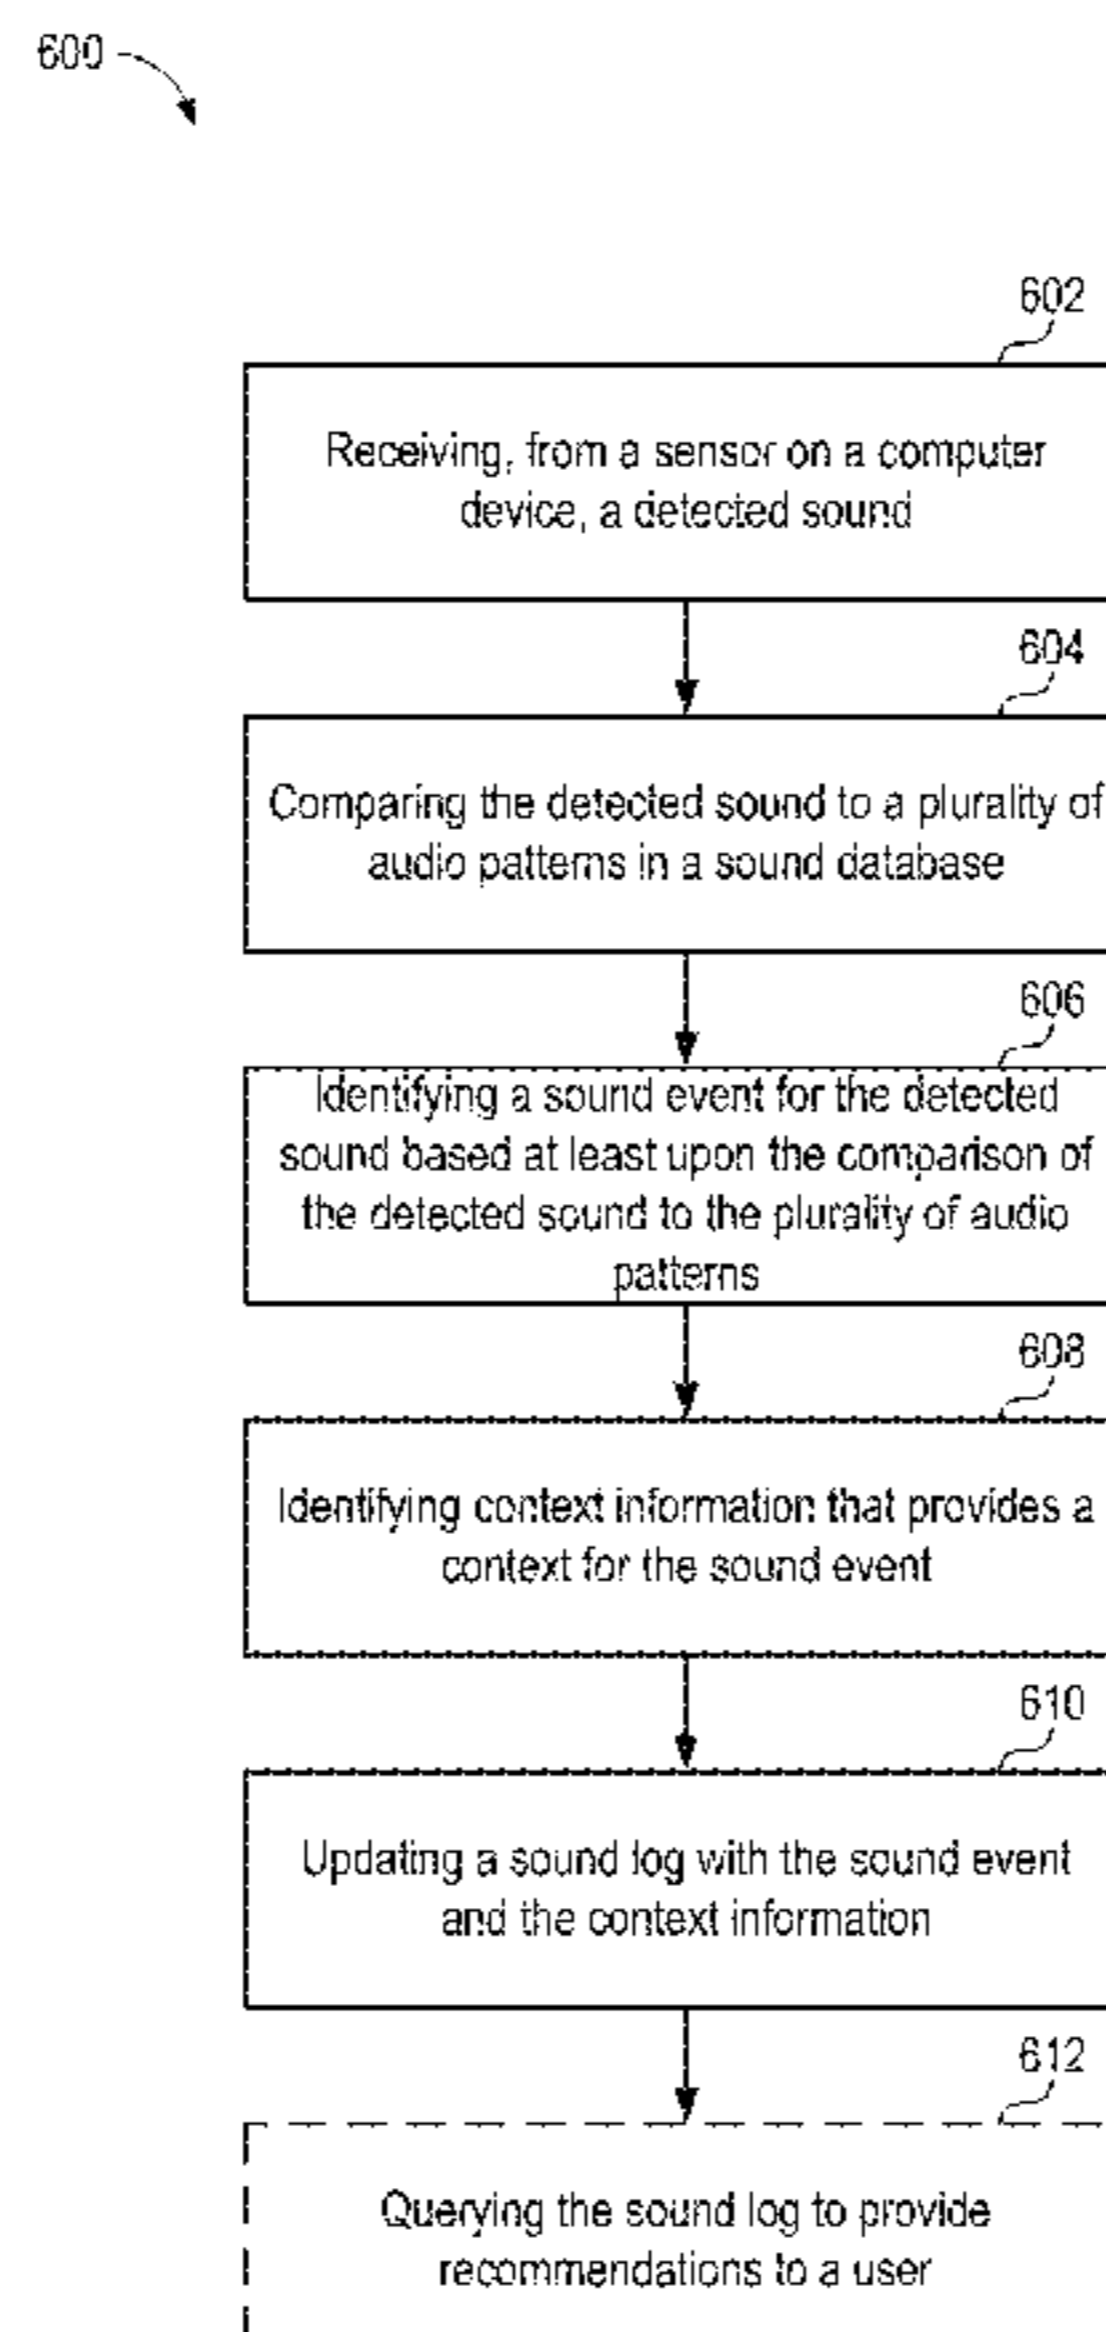 600
602
Receiving, from a sensor on a computer
device, a detected sound
604
Comparing the detected sound to a plurality of
audio patterns in a sound database
606
Identifying a sound event for the detected
sound based at least upon the comparison of
the detected sound to the plurality of audio
patterns
608
Identifying context information that provides a
context for the sound event
610
Updating a sound log with the sound event
and the context information
612
Querying the sound log to provide
recommendations to a user